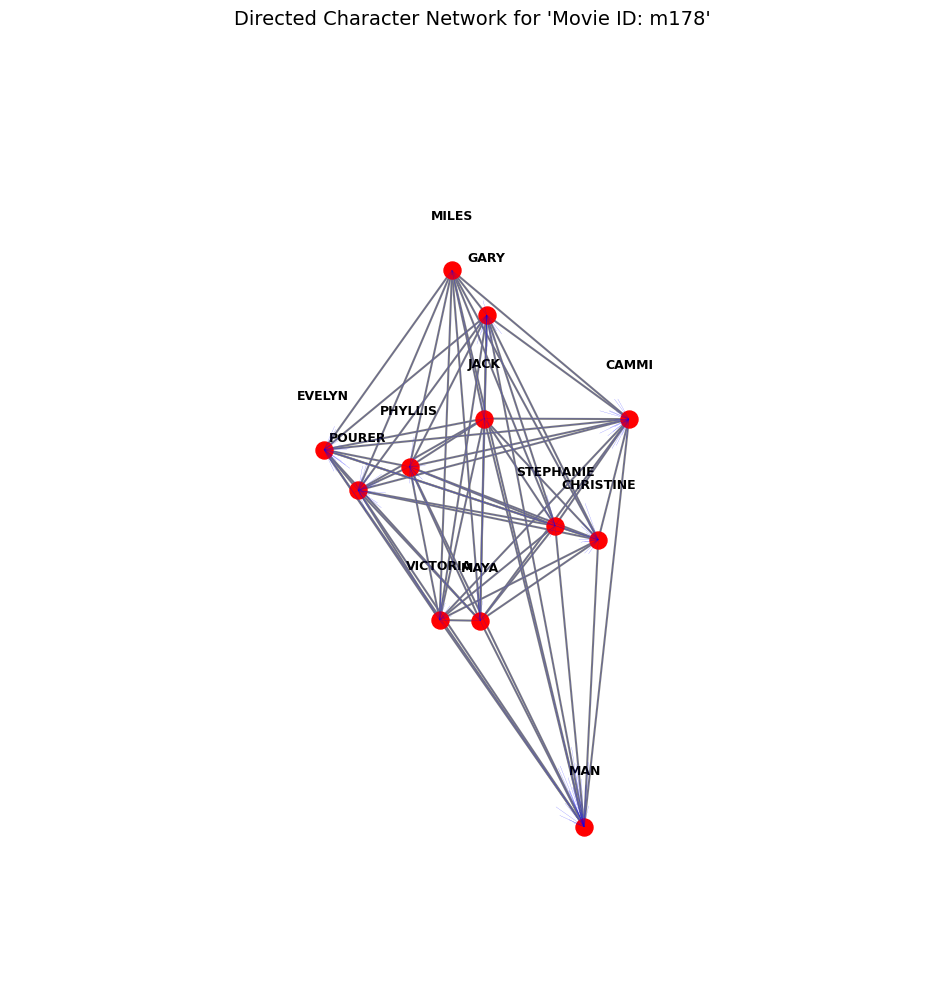 Directed Character Network for 'Movie ID: m178'
MILES
GARY
JACK
CAMMI
EVELYN
PHYLLIS
POURER
STEPHANIE
CHRISTINE
VICTORIA
MAYA
MAN